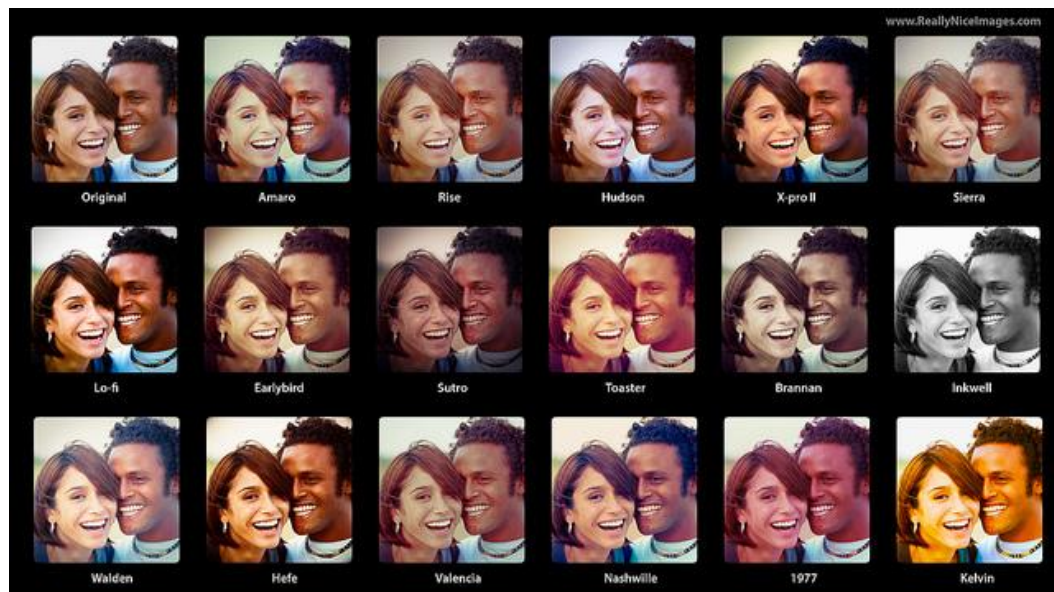 www.ReallyNiceImages.com
Original Amaro Rise Hudson X-pro II Sierra
Lo-fi Earlybird Sutro Toaster Brannan Inkwell
Walden Hefe Valencia Nashwille 1977 Kelvin